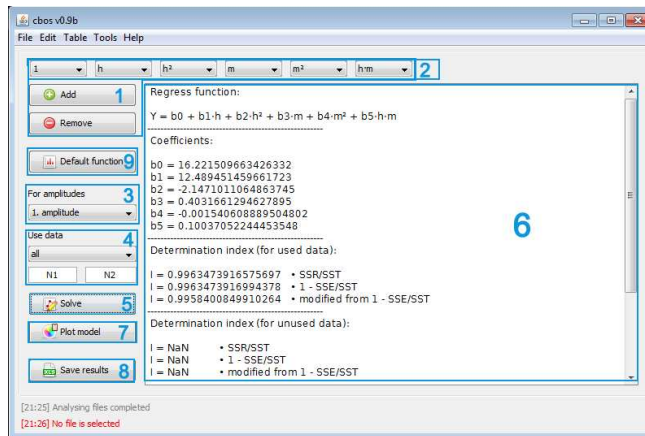 cbos v0.9b
File Edit Table Tools Help
1 h h² m m² h·m 2
Add 1
Remove
Default function 9
For amplitudes 3
1. amplitude
Use data 4
all
N1 N2
Solve 5
Plot model 7
Save results 8
Regress function:
Y = b0 + b1·h + b2·h² + b3·m + b4·m² + b5·h·m
Coefficients:
b0 = 16.221509663426332
b1 = 12.489451459661723
b2 = -2.1471011064863745
b3 = 0.4031661294627895
b4 = -0.001540608889504802
b5 = 0.10037052244453548
6
Determination index (for used data):
I = 0.9963473916575697 • SSR/SST
I = 0.9963473916994378 • 1 - SSE/SST
I = 0.9958400849910264 • modified from 1 - SSE/SST
Determination index (for unused data):
I = NaN • SSR/SST
I = NaN • 1 - SSE/SST
I = NaN • modified from 1 - SSE/SST
[21:25] Analysing files completed
[21:26] No file is selected